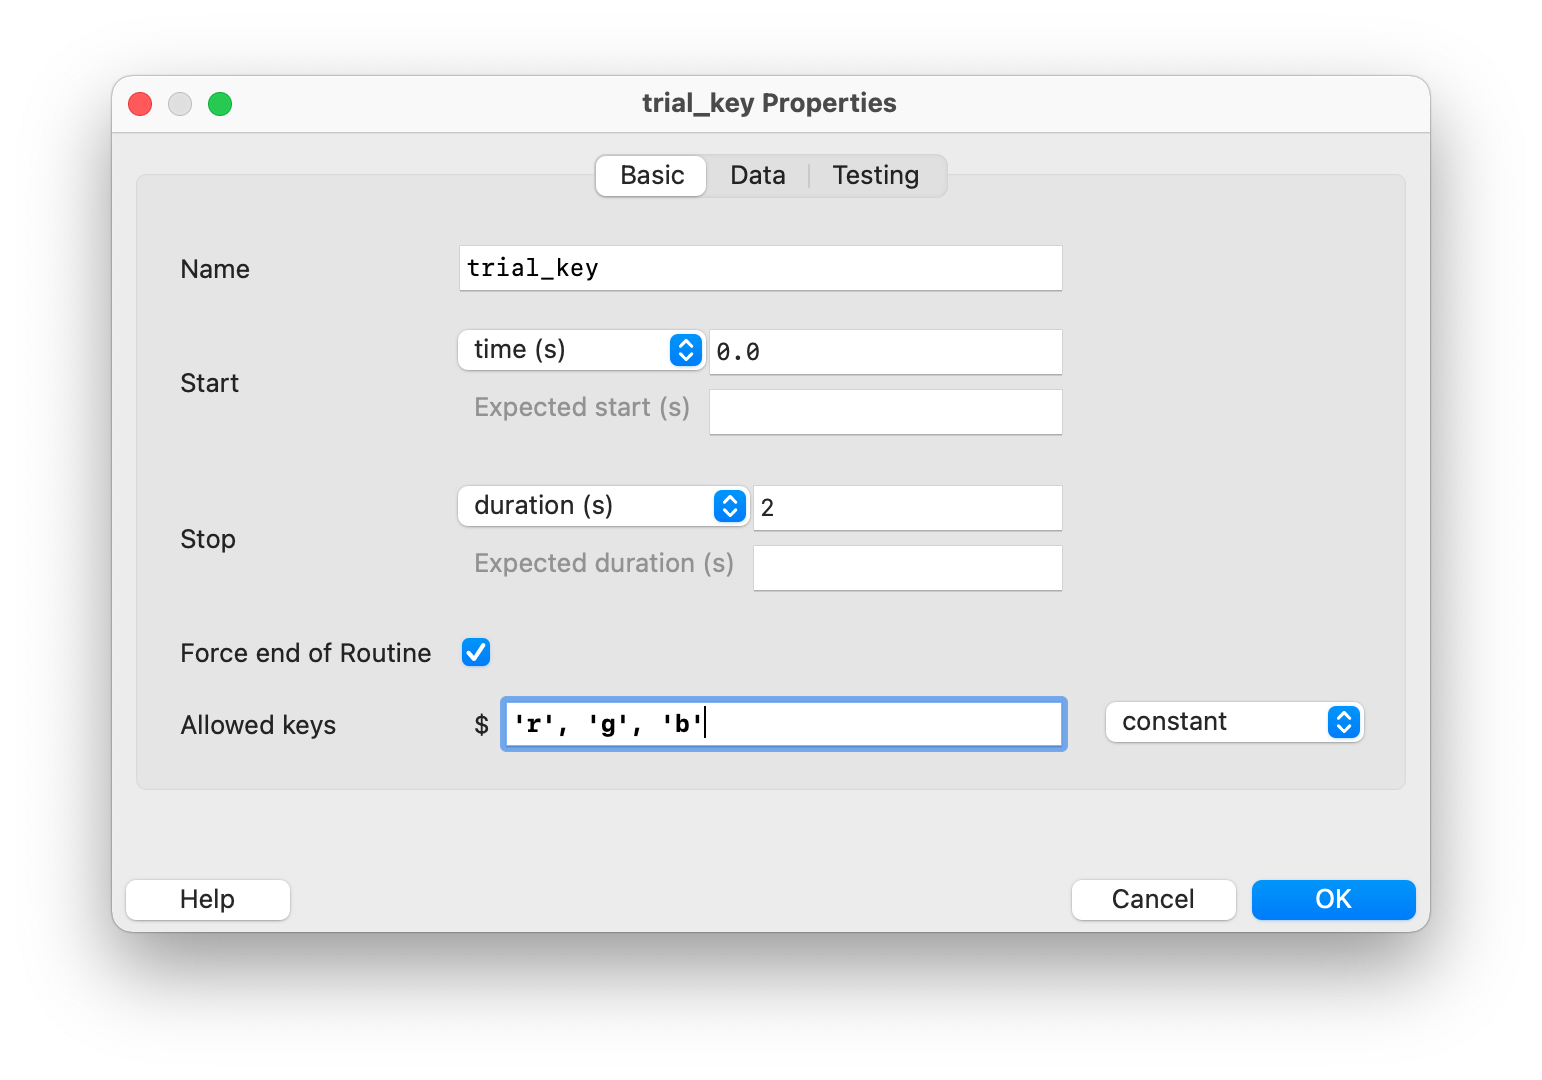 trial_key Properties
Basic Data Testing
Name trial_key
Start time (s) 0.0
Expected start (s)
Stop duration (s) 2
Expected duration (s)
Force end of Routine
Allowed keys $ 'r', 'g', 'b' constant
Help Cancel OK